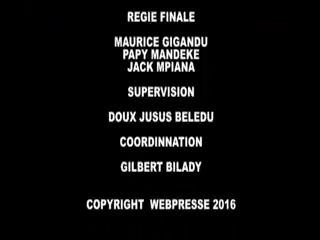 REGIE FINALE
MAURICE GIGANDU
PAPY MANDEKE
JACK MPIANA
SUPERVISION
DOUX JUSUS BELEDU
COORDINNATION
GILBERT BILADY
COPYRIGHT WEBPRESSE 2016